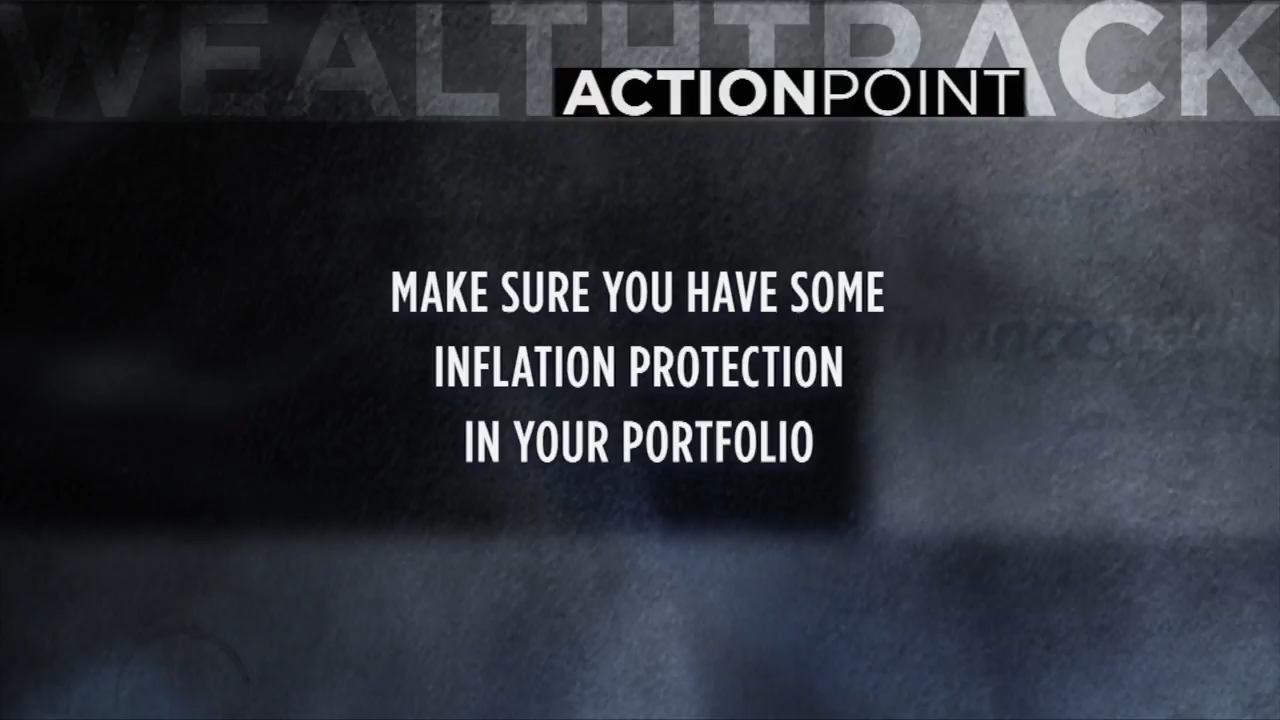 WEALTHTRACK
ACTIONPOINT
MAKE SURE YOU HAVE SOME
INFLATION PROTECTION
IN YOUR PORTFOLIO